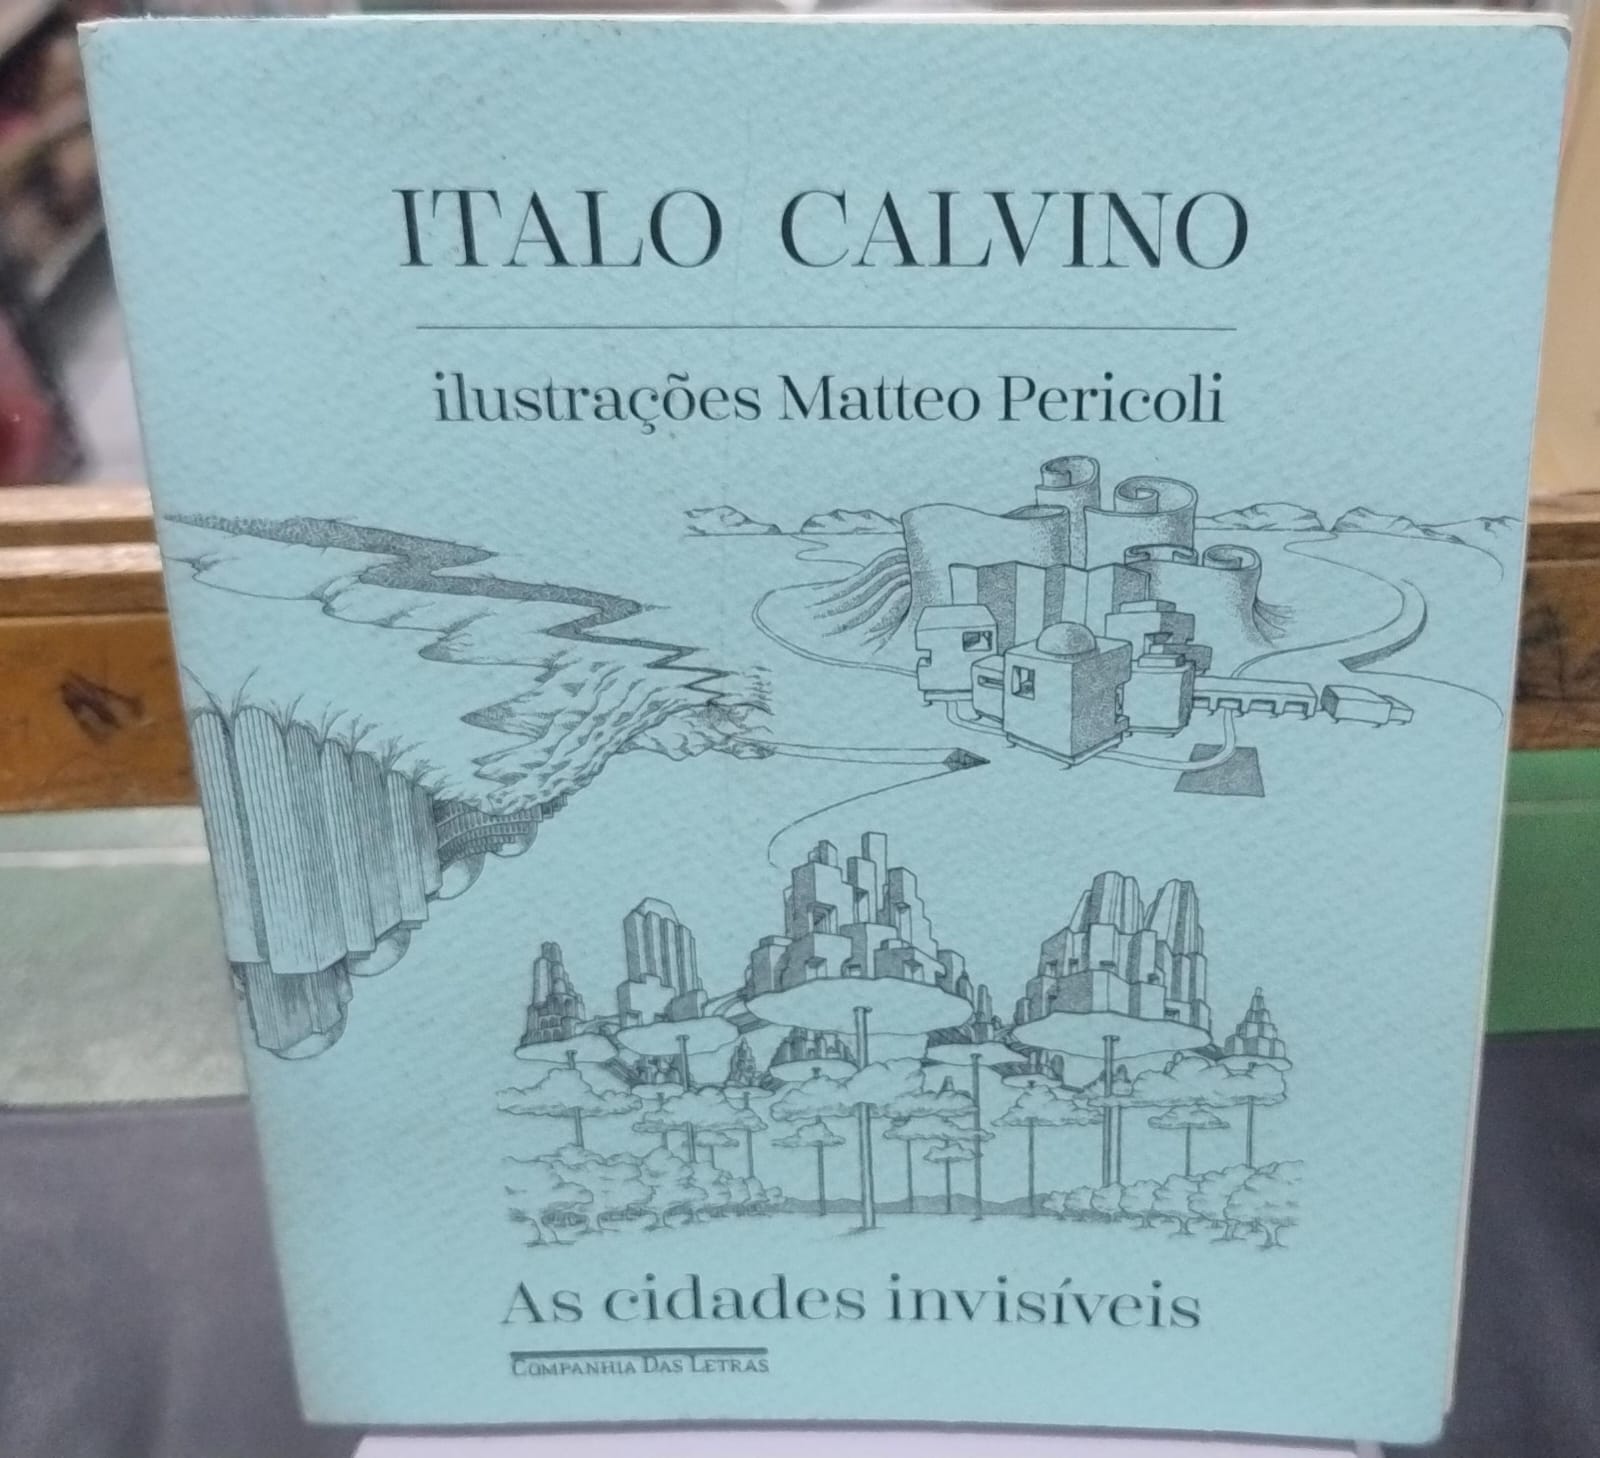 ITALO CALVINO
ilustrações Matteo Pericoli
As cidades invisíveis
COMPANHIA DAS LETRAS